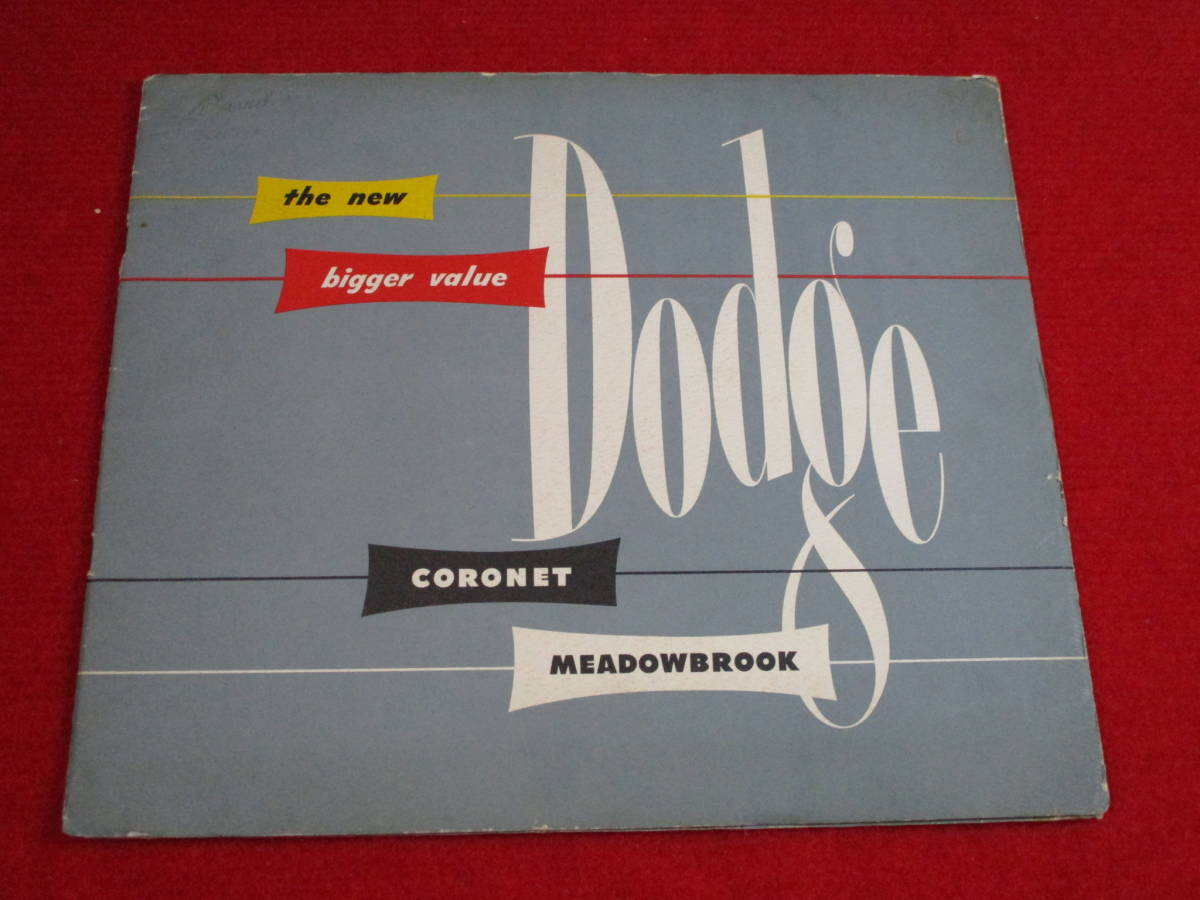 the new
bigger value
Dodge
CORONET
MEADOWBROOK